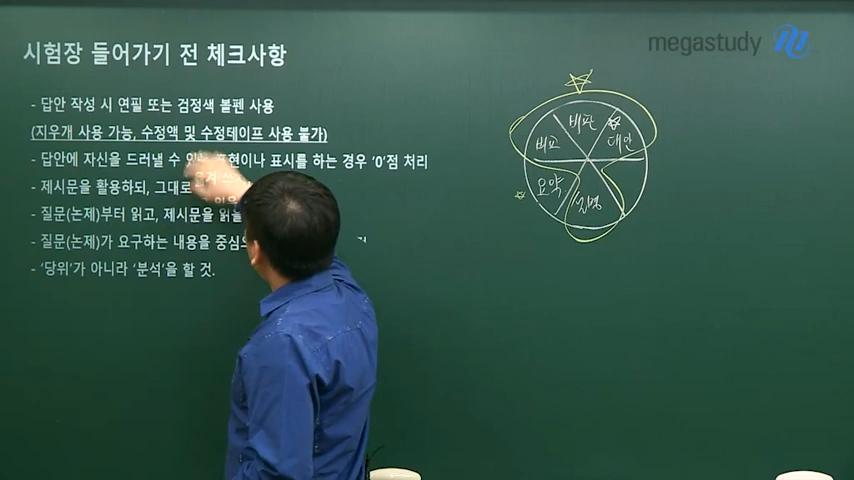 시험장 들어가기 전 체크사항
megastudy
- 답안 작성 시 연필 또는 검정색 볼펜 사용
(지우개 사용 가능, 수정액 및 수정테이프 사용 불가)
- 답안에 자신을 드러낼 수 표현이나 표시를 하는 경우 '0'점 처리
- 제시문을 활용하되, 그대로
- 질문(논제)부터 읽고, 제시문을 읽을
- 질문(논제)가 요구하는 내용을
- '당위'가 아니라 '분석'을 할 것.
비판
비교
대안
요약
설명